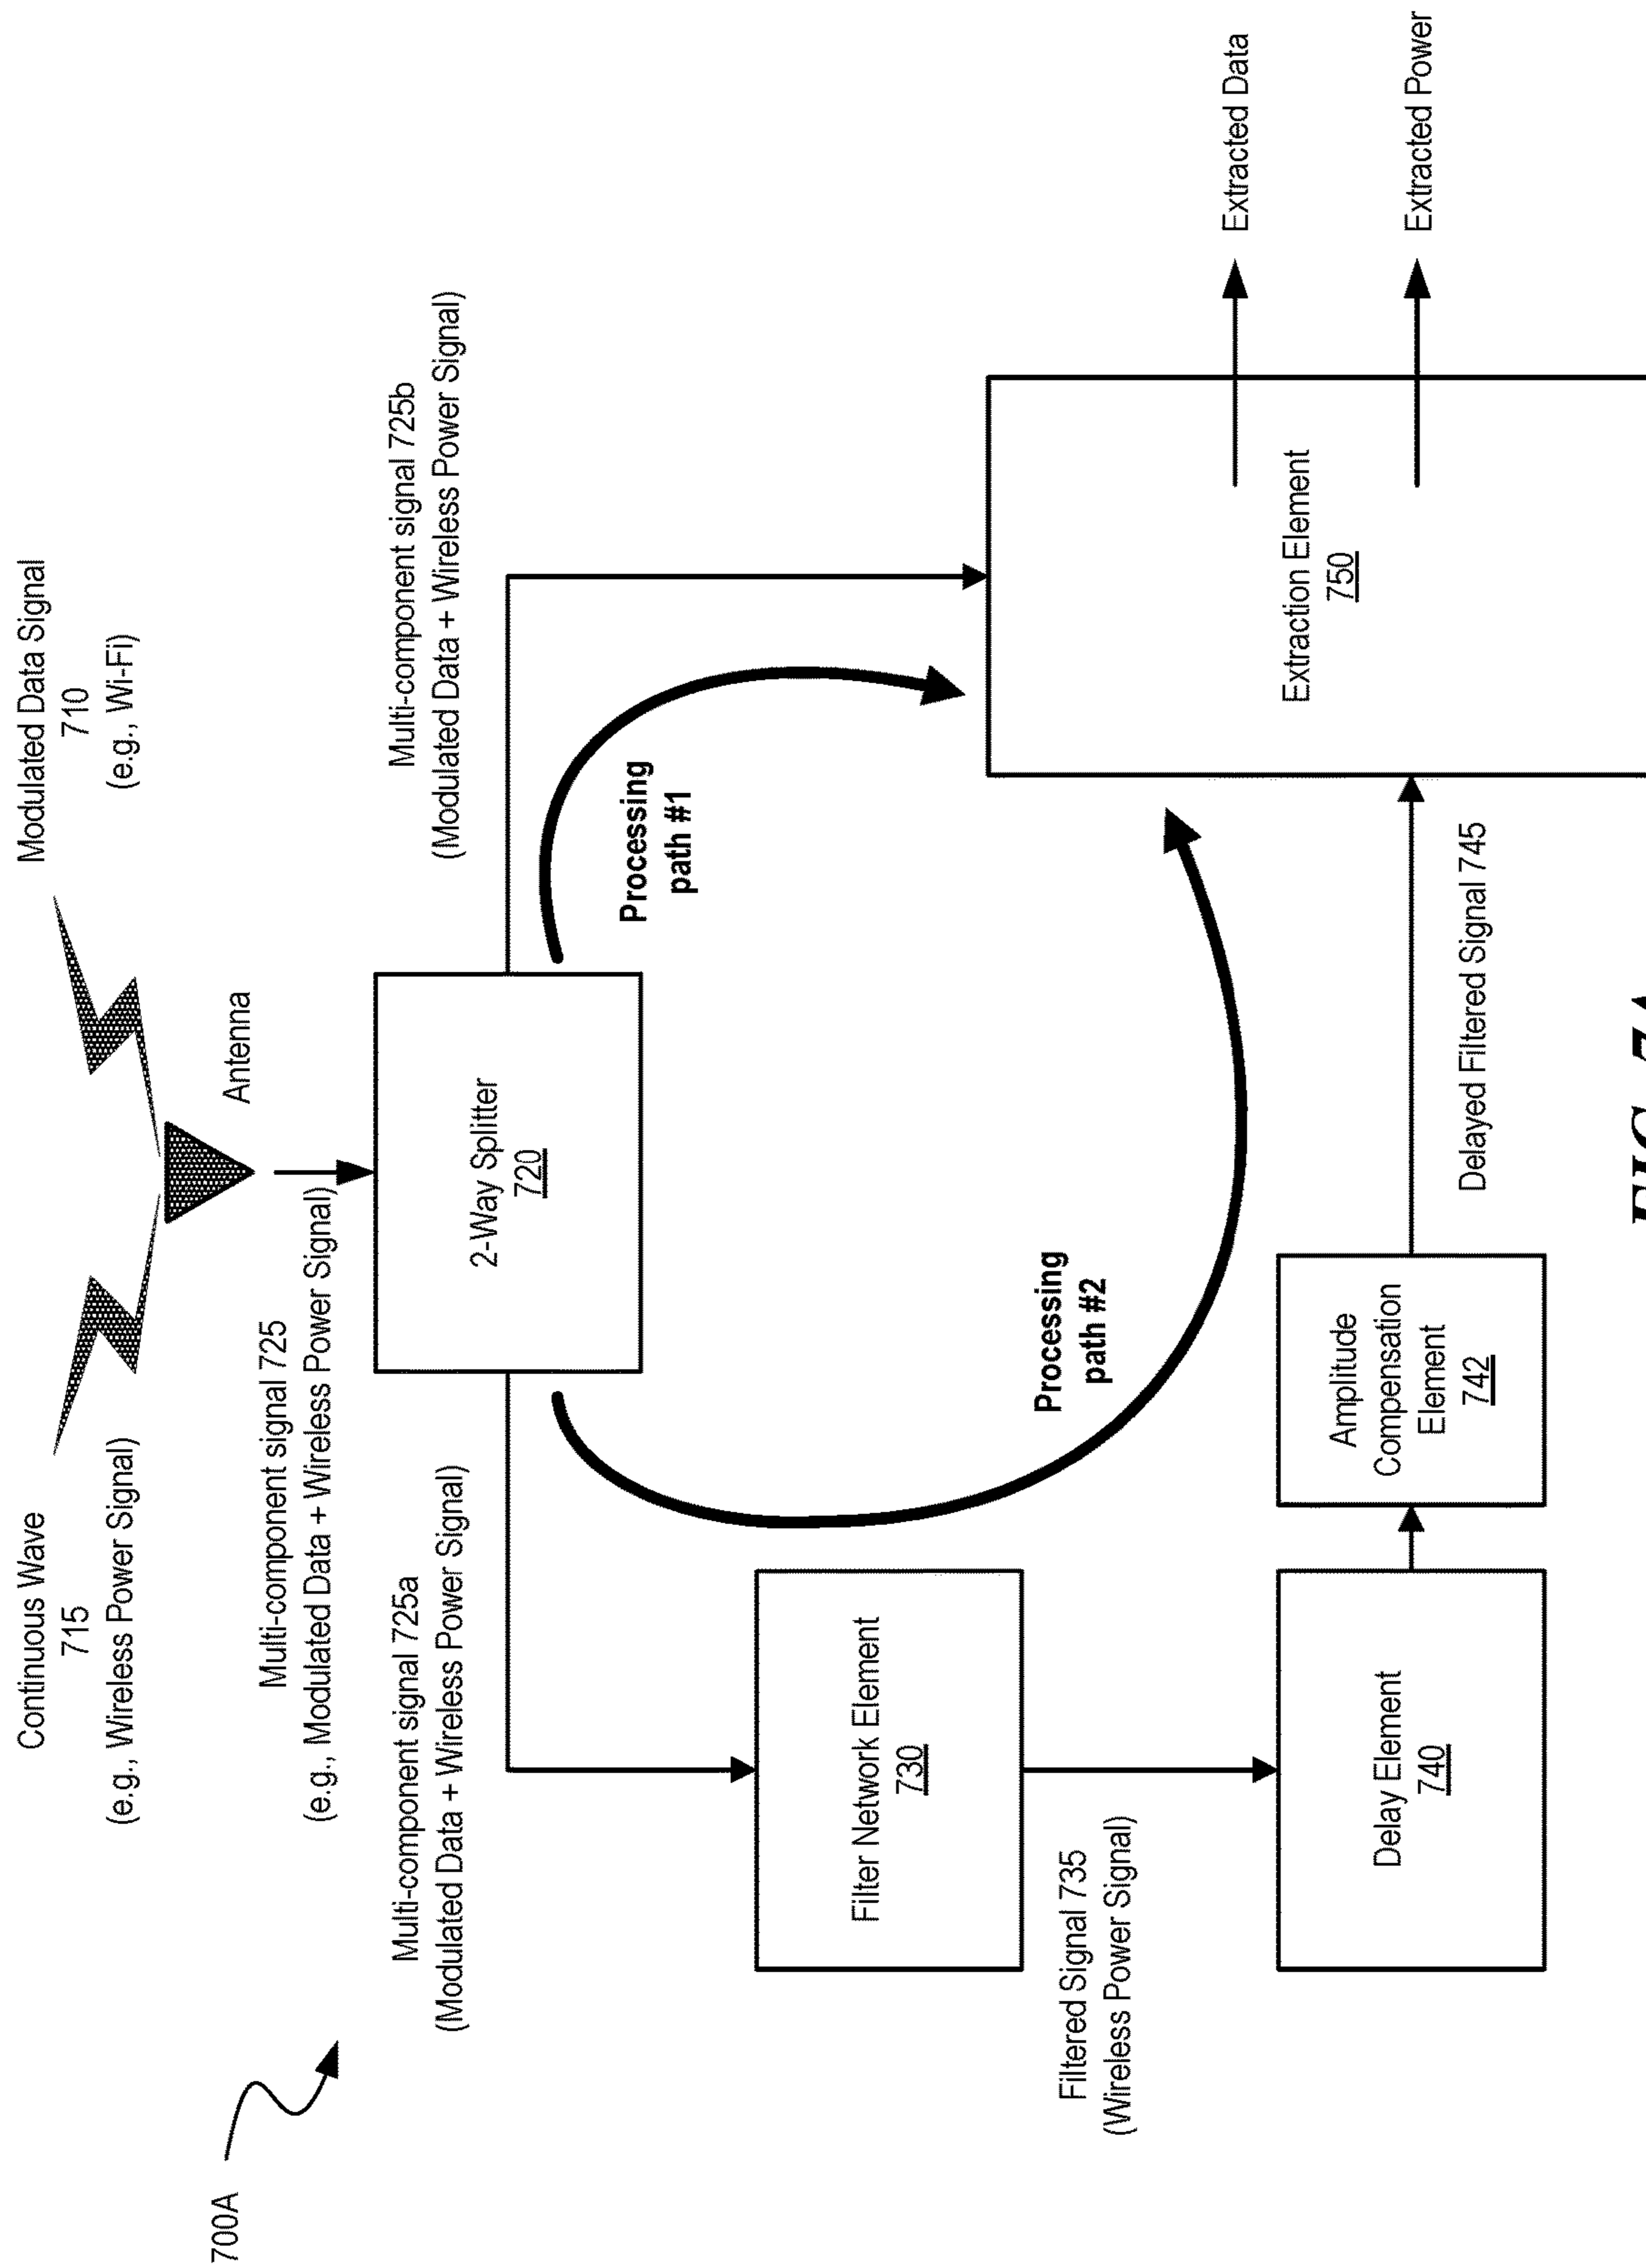 700A
Continuous Wave
715
(e.g., Wireless Power Signal)
Modulated Data Signal
710
(e.g., Wi-Fi)
Antenna
Multi-component signal 725
(e.g., Modulated Data + Wireless Power Signal)
2-Way Splitter
720
Multi-component signal 725a
(Modulated Data + Wireless Power Signal)
Multi-component signal 725b
(Modulated Data + Wireless Power Signal)
Processing
path #1
Filter Network Element
730
Processing
path #2
Filtered Signal 735
(Wireless Power Signal)
Delay Element
740
Amplitude
Compensation
Element
742
Delayed Filtered Signal 745
Extraction Element
750
Extracted Data
Extracted Power
FIG. 7A